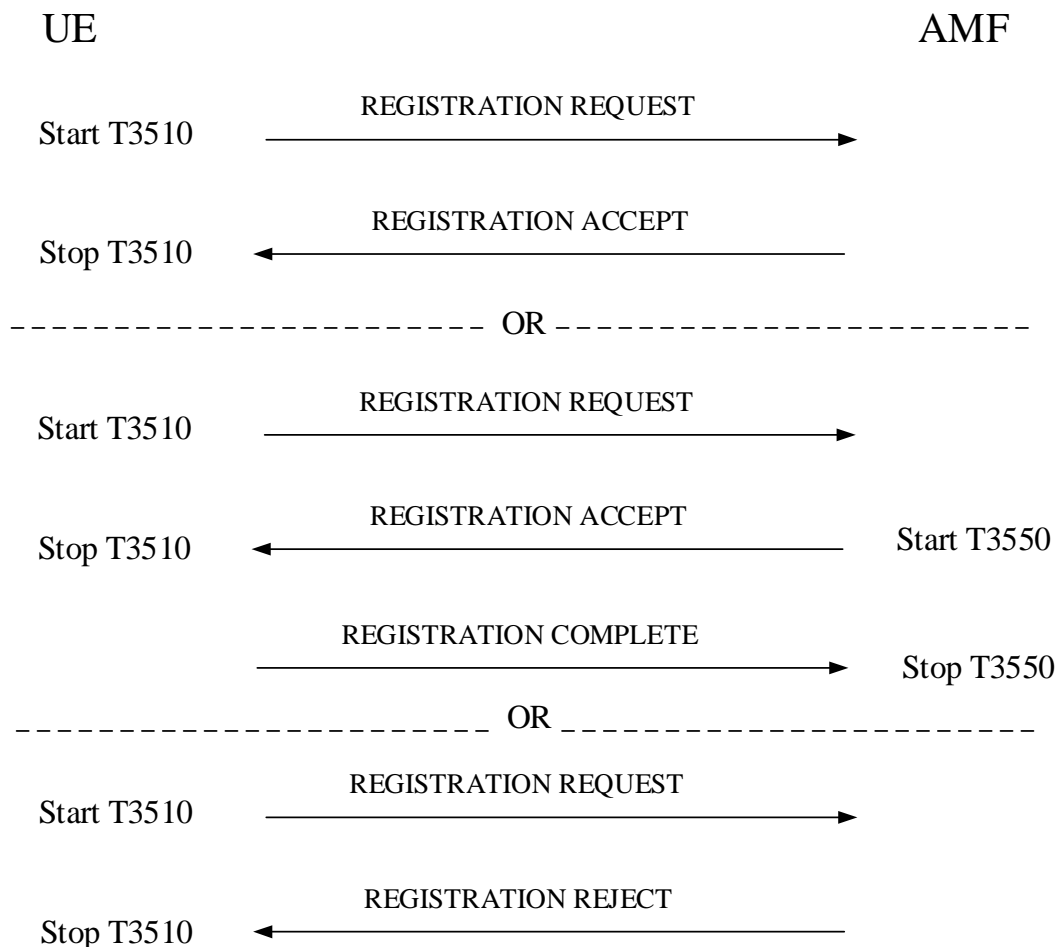 UE AMF
REGISTRATION REQUEST
Start T3510
REGISTRATION ACCEPT
Stop T3510
OR
REGISTRATION REQUEST
Start T3510
REGISTRATION ACCEPT
Stop T3510 Start T3550
REGISTRATION COMPLETE
Stop T3550
OR
REGISTRATION REQUEST
Start T3510
REGISTRATION REJECT
Stop T3510